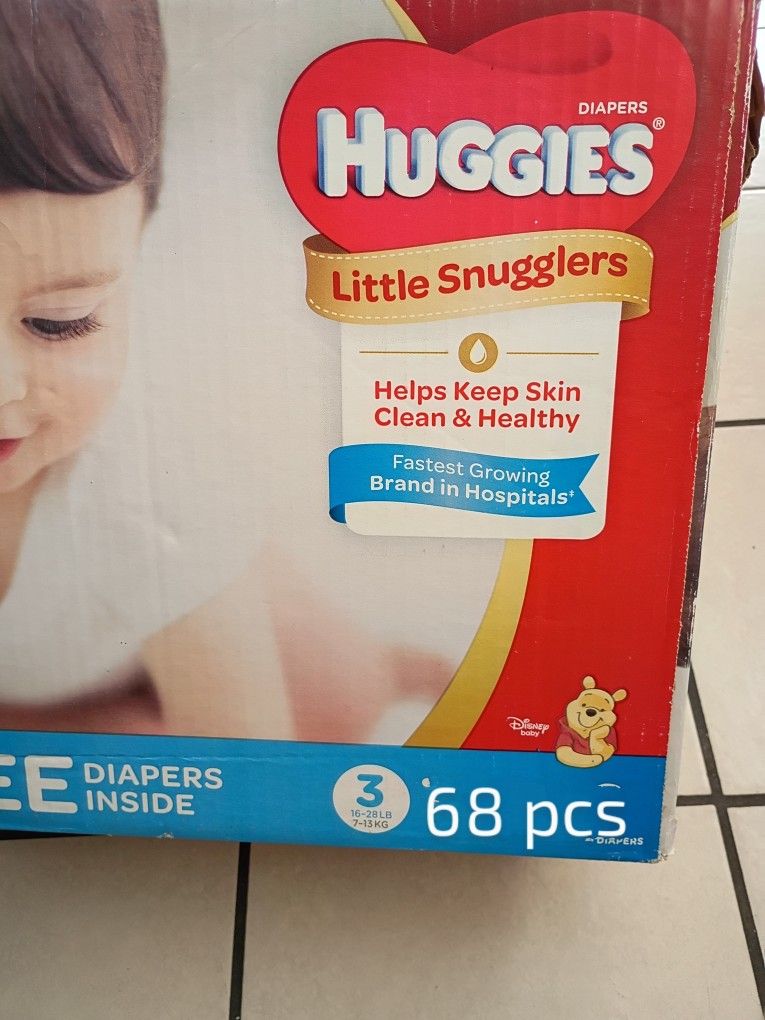 DIAPERS
HUGGIES®
Little Snugglers
Helps Keep Skin
Clean & Healthy
Fastest Growing
Brand in Hospitals‡
Disney
baby
EE DIAPERS
INSIDE
3
16-28 LB
7-13 KG
68 pcs
DIAPERS